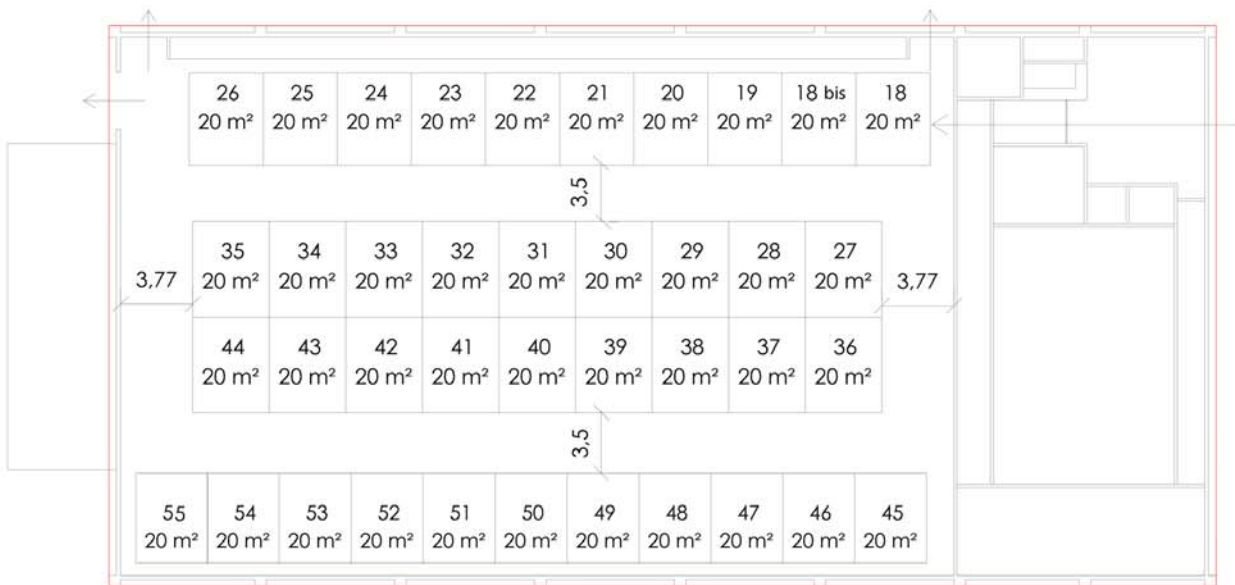 26 25 24 23 22 21 20 19 18 bis 18
20 m² 20 m² 20 m² 20 m² 20 m² 20 m² 20 m² 20 m² 20 m² 20 m²
3,5
35 34 33 32 31 30 29 28 27
20 m² 20 m² 20 m² 20 m² 20 m² 20 m² 20 m² 20 m² 20 m²
3,77 3,77
44 43 42 41 40 39 38 37 36
20 m² 20 m² 20 m² 20 m² 20 m² 20 m² 20 m² 20 m² 20 m²
3,5
55 54 53 52 51 50 49 48 47 46 45
20 m² 20 m² 20 m² 20 m² 20 m² 20 m² 20 m² 20 m² 20 m² 20 m² 20 m²